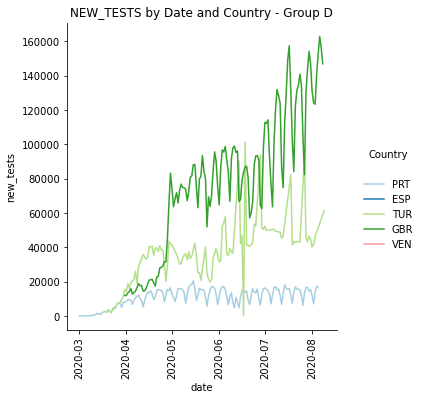 NEW_TESTS by Date and Country - Group D
160000
140000
120000
100000
80000
60000
40000
20000
0
new_tests
2020-03
2020-04
2020-05
2020-06
2020-07
2020-08
date
Country
PRT
ESP
TUR
GBR
VEN